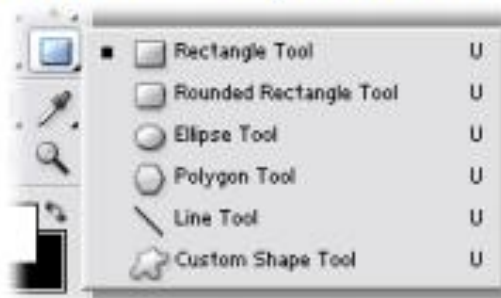 Rectangle Tool U
Rounded Rectangle Tool U
Ellipse Tool U
Polygon Tool U
Line Tool U
Custom Shape Tool U